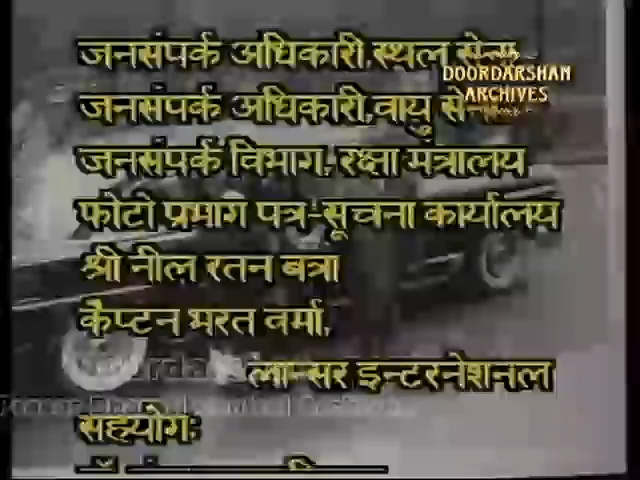 जनसंपर्क अधिकारी,स्थल
DOORDARSHAN
ARCHIVES
जनसंपर्क अधिकारी,वायु
जनसंपर्क विभाग, रक्षा मंत्रालय
फोटो प्रभाग पत्र-सूचना कार्यालय
श्री नील रतन बत्रा
कैप्टन भरत वर्मा,
लान्सर इन्टरनेशनल
सहयोग: